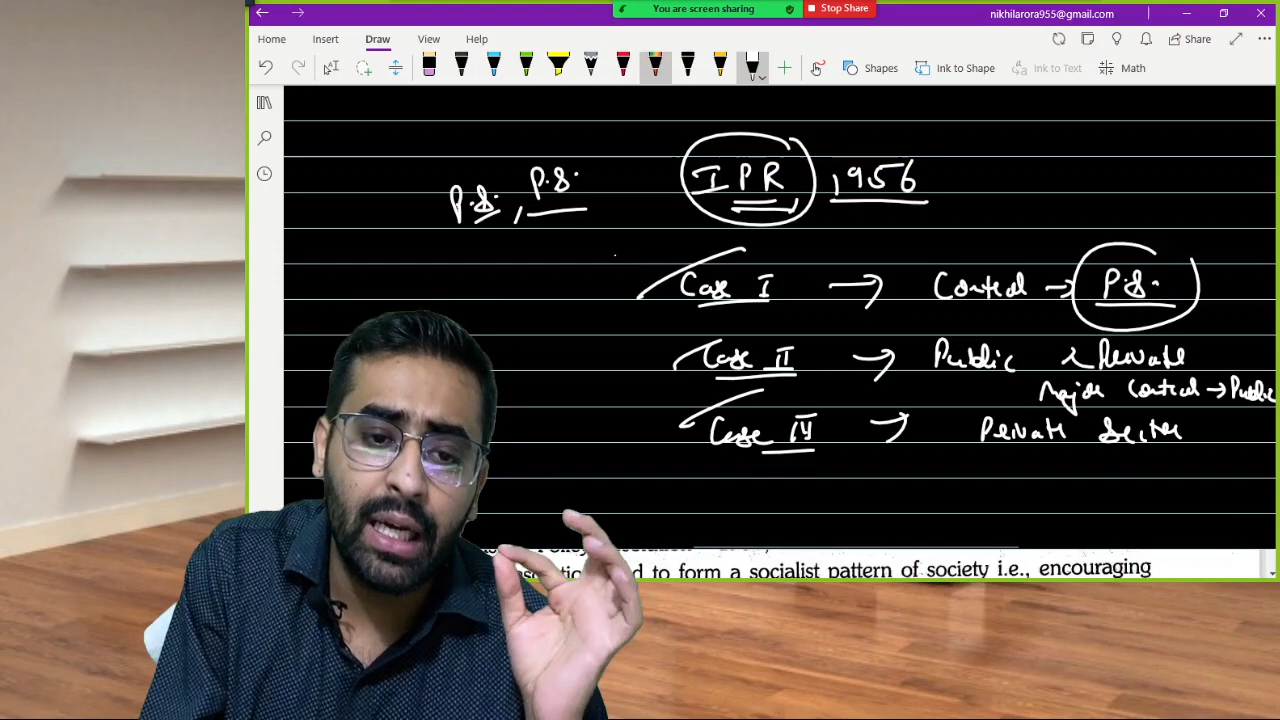 You are screen sharing Stop Share
nikhilarora955@gmail.com
Home Insert Draw View Help Share
Shapes Ink to Shape Ink to Text Math
P.S., P.S. IPR 1956
Case I → Control → P.S.
Case II → Public & Private
Major Control → Public
Case III → Private Sector
to form a socialist pattern of society i.e., encouraging